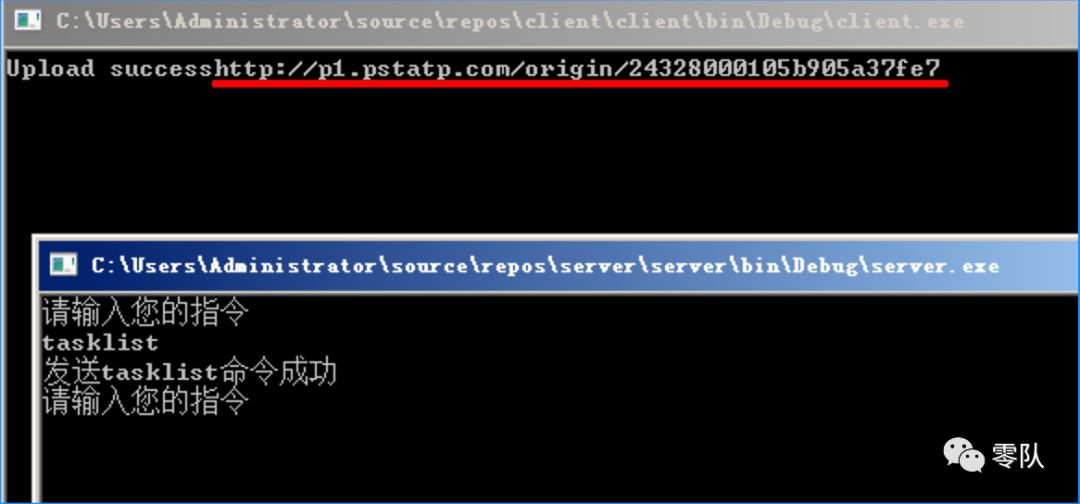 C:\Users\Administrator\source\repos\client\client\bin\Debug\client.exe
Upload successhttp://p1.pstatp.com/origin/24328000105b905a37fe7
C:\Users\Administrator\source\repos\server\server\bin\Debug\server.exe
请输入您的指令
tasklist
发送tasklist命令成功
请输入您的指令
零队